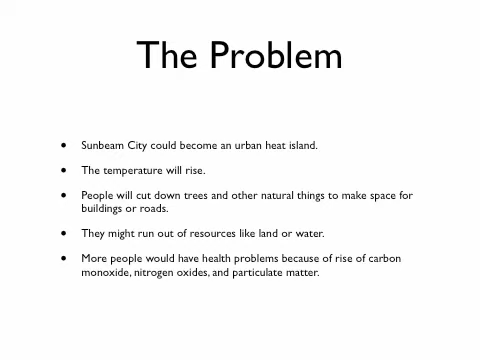 The Problem
• Sunbeam City could become an urban heat island.
• The temperature will rise.
• People will cut down trees and other natural things to make space for
buildings or roads.
• They might run out of resources like land or water.
• More people would have health problems because of rise of carbon
monoxide, nitrogen oxides, and particulate matter.